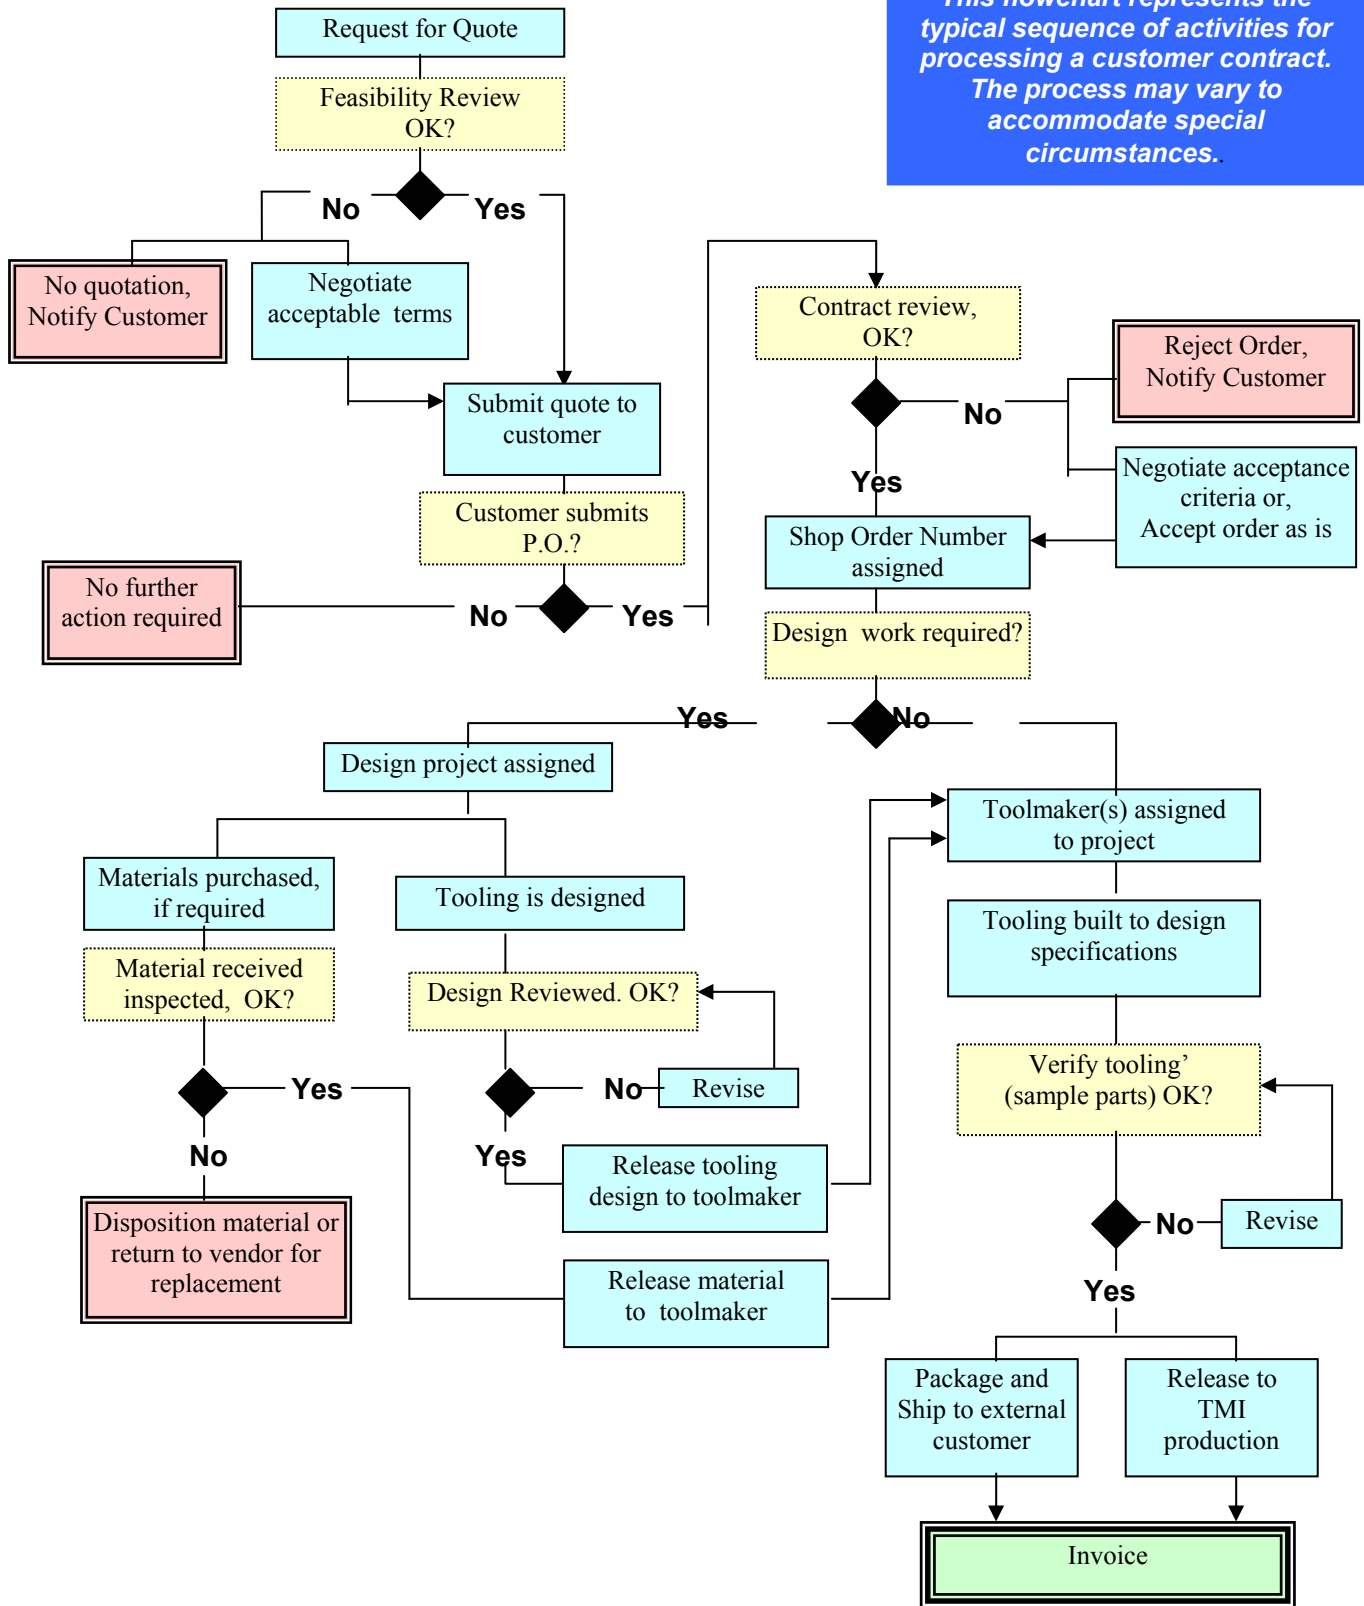 This flowchart represents the
typical sequence of activities for
processing a customer contract.
The process may vary to
accommodate special
circumstances..
Request for Quote
Feasibility Review
OK?
No
Yes
No quotation,
Notify Customer
Negotiate
acceptable terms
Submit quote to
customer
Customer submits
P.O.?
No
Yes
No further
action required
Contract review,
OK?
No
Yes
Reject Order,
Notify Customer
Negotiate acceptance
criteria or,
Accept order as is
Shop Order Number
assigned
Design work required?
Yes
No
Design project assigned
Materials purchased,
if required
Material received
inspected, OK?
Yes
No
Disposition material or
return to vendor for
replacement
Tooling is designed
Design Reviewed. OK?
No
Revise
Yes
Release tooling
design to toolmaker
Release material
to toolmaker
Toolmaker(s) assigned
to project
Tooling built to design
specifications
Verify tooling’
(sample parts) OK?
No
Revise
Yes
Package and
Ship to external
customer
Release to
TMI
production
Invoice